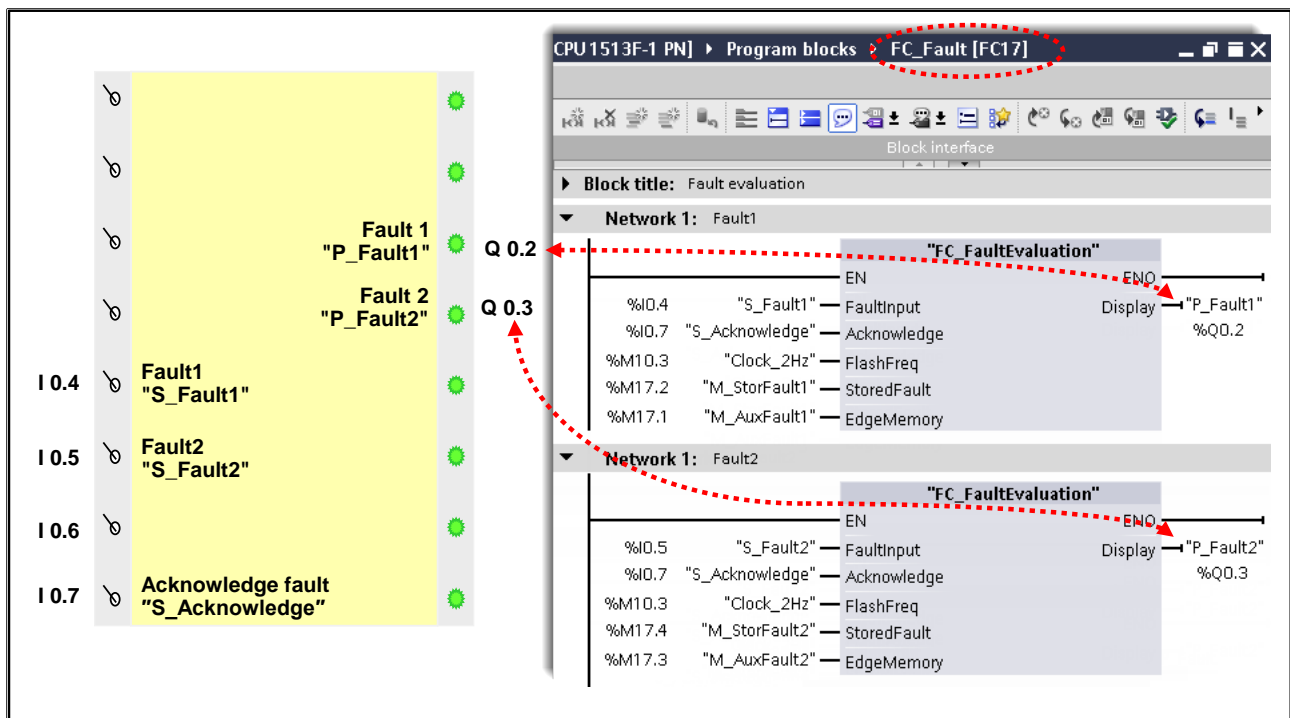 Fault 1
"P_Fault1"
Q 0.2
Fault 2
"P_Fault2"
Q 0.3
I 0.4
Fault1
"S_Fault1"
I 0.5
Fault2
"S_Fault2"
I 0.6
I 0.7
Acknowledge fault
"S_Acknowledge"
CPU 1513F-1 PN] ▸ Program blocks ▸ FC_Fault [FC17]
Block interface
Block title: Fault evaluation
Network 1: Fault1
"FC_FaultEvaluation"
EN ENO
%I0.4 "S_Fault1" FaultInput Display "P_Fault1"
%I0.7 "S_Acknowledge" Acknowledge %Q0.2
%M10.3 "Clock_2Hz" FlashFreq
%M17.2 "M_StorFault1" StoredFault
%M17.1 "M_AuxFault1" EdgeMemory
Network 1: Fault2
"FC_FaultEvaluation"
EN ENO
%I0.5 "S_Fault2" FaultInput Display "P_Fault2"
%I0.7 "S_Acknowledge" Acknowledge %Q0.3
%M10.3 "Clock_2Hz" FlashFreq
%M17.4 "M_StorFault2" StoredFault
%M17.3 "M_AuxFault2" EdgeMemory